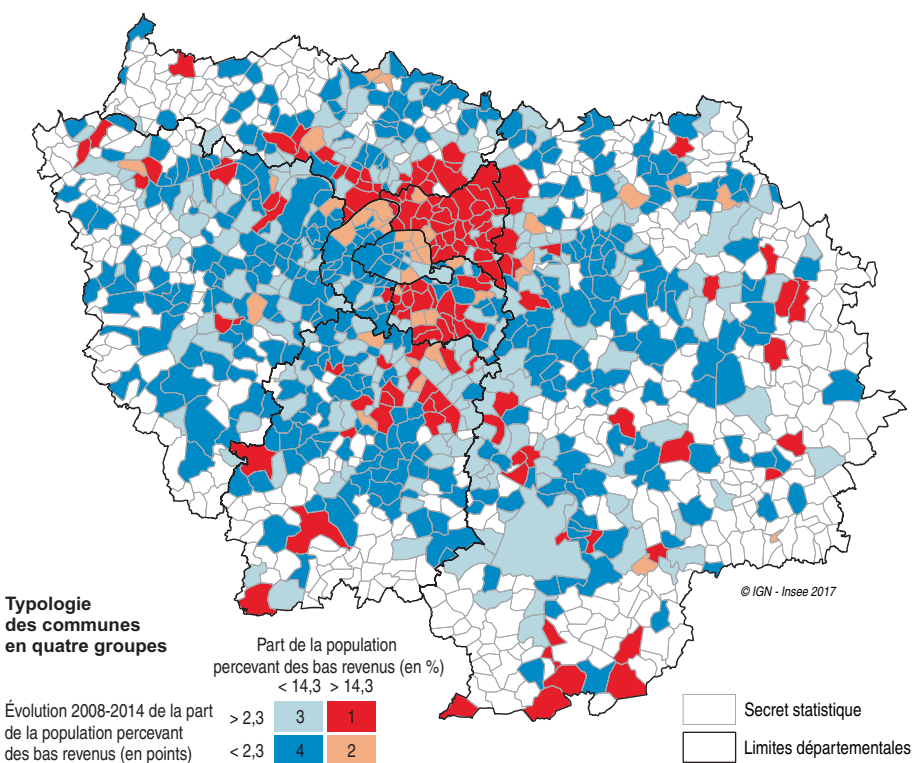 © IGN - Insee 2017
Typologie
des communes
en quatre groupes
Part de la population
percevant des bas revenus (en %)
< 14,3 > 14,3
Évolution 2008-2014 de la part
de la population percevant
des bas revenus (en points)
> 2,3 3 1
< 2,3 4 2
Secret statistique
Limites départementales